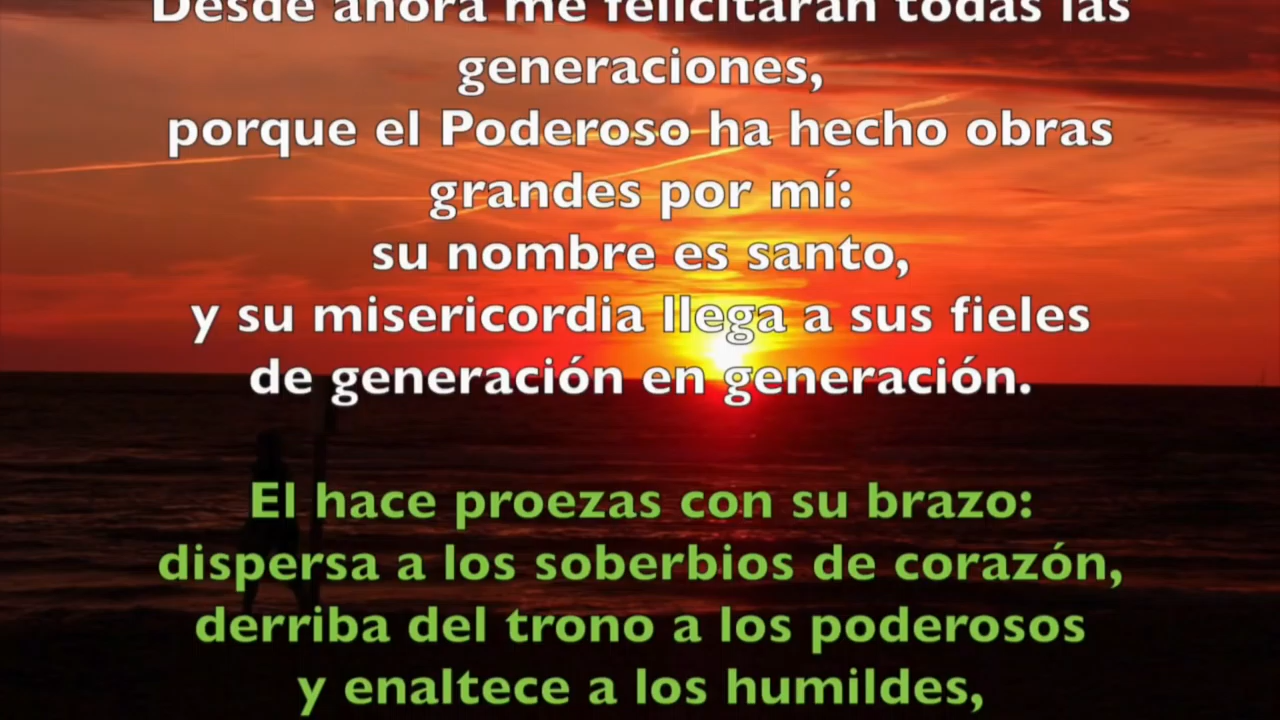 Desde ahora me felicitarán todas las
generaciones,
porque el Poderoso ha hecho obras
grandes por mí:
su nombre es santo,
y su misericordia llega a sus fieles
de generación en generación.
El hace proezas con su brazo:
dispersa a los soberbios de corazón,
derriba del trono a los poderosos
y enaltece a los humildes,